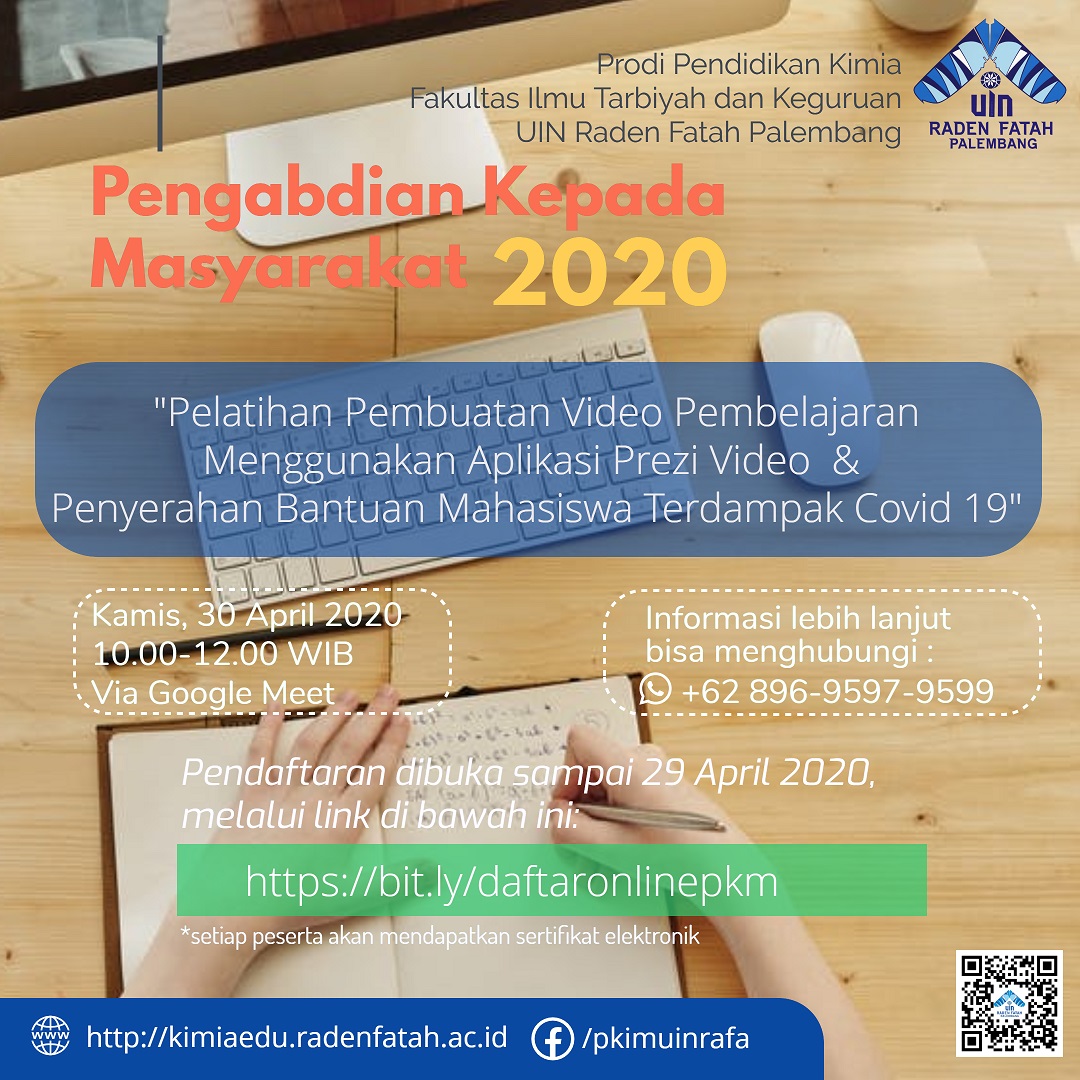 Prodi Pendidikan Kimia
Fakultas Ilmu Tarbiyah dan Keguruan
UIN Raden Fatah Palembang
uin
RADEN FATAH
PALEMBANG
Pengabdian Kepada
Masyarakat 2020
"Pelatihan Pembuatan Video Pembelajaran
Menggunakan Aplikasi Prezi Video &
Penyerahan Bantuan Mahasiswa Terdampak Covid 19"
Kamis, 30 April 2020
10.00-12.00 WIB
Via Google Meet
Informasi lebih lanjut
bisa menghubungi :
+62 896-9597-9599
Pendaftaran dibuka sampai 29 April 2020,
melalui link di bawah ini:
https://bit.ly/daftaronlinepkm
*setiap peserta akan mendapatkan sertifikat elektronik
RADEN FATAH
PALEMBANG
http://kimiaedu.radenfatah.ac.id
/pkimuinrafa